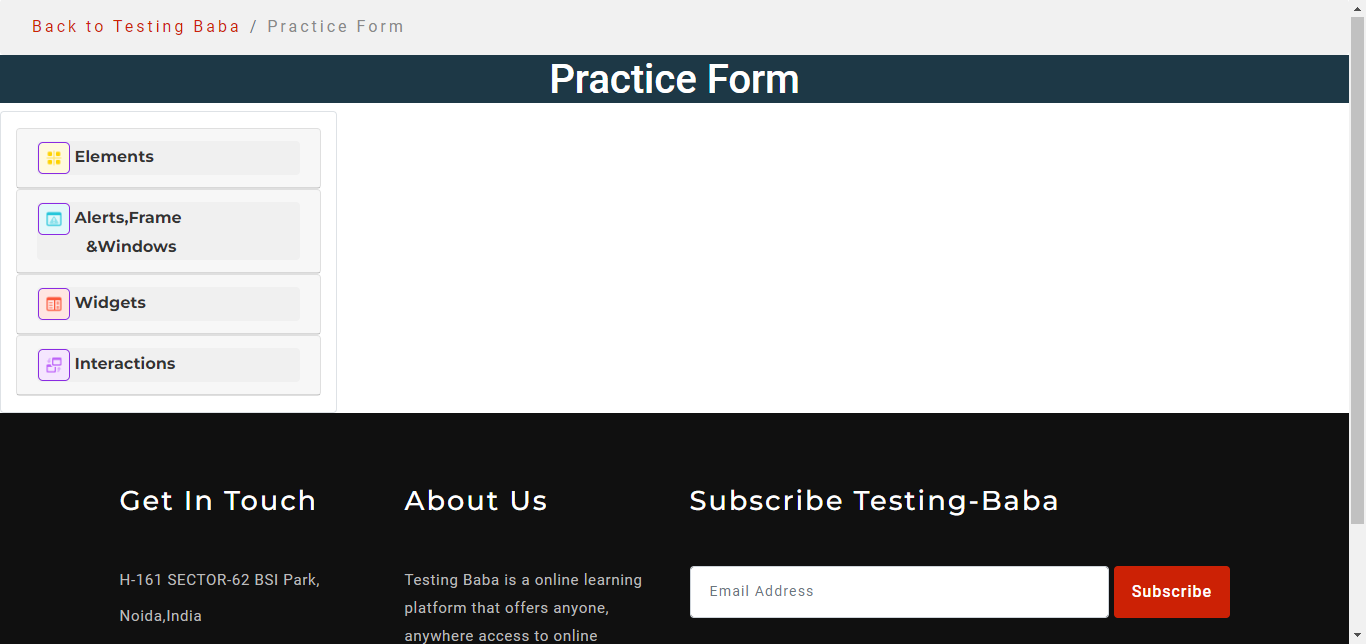 Back to Testing Baba / Practice Form
Practice Form
Elements
Alerts,Frame
&Windows
Widgets
Interactions
Get In Touch
H-161 SECTOR-62 BSI Park,
Noida,India
About Us
Testing Baba is a online learning
platform that offers anyone,
anywhere access to online
Subscribe Testing-Baba
Email Address
Subscribe